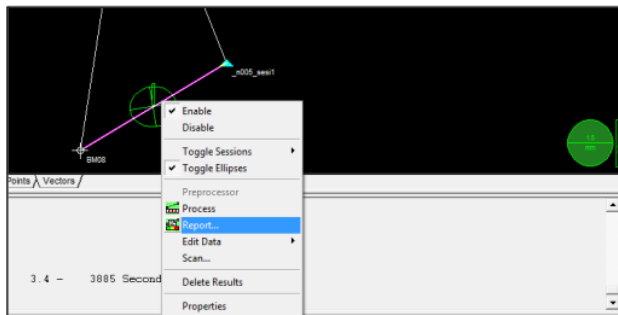 _n005_sesi1
BM08
Enable
Disable
Toggle Sessions
Toggle Ellipses
Preprocessor
Process
Report...
Edit Data
Scan...
Delete Results
Properties
Points
Vectors
3.4 - 3885 Second